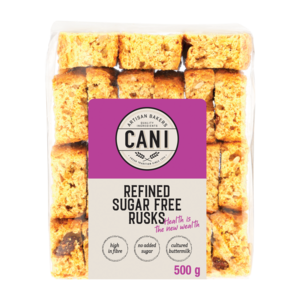 ARTISAN BAKERS
QUALITY
INGREDIENTS
CANI
REFINED
SUGAR FREE
RUSKS
Health is
the new wealth
high
in fibre
no added
sugar
cultured
buttermilk
500 g